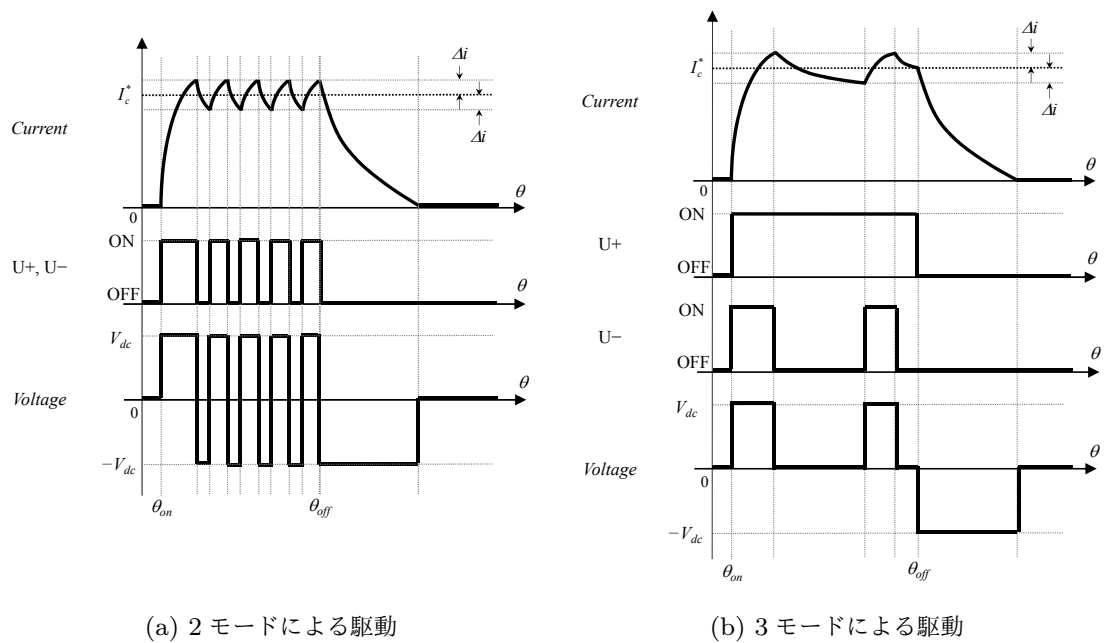 Δi
I_c^*
Δi
Current
θ
0
ON
U+, U−
OFF
θ
V_dc
Voltage
θ
0
−V_dc
θ_on
θ_off
(a) 2 モードによる駆動
Δi
I_c^*
Δi
Current
θ
0
ON
U+
OFF
θ
ON
U−
OFF
θ
V_dc
Voltage
θ
0
−V_dc
θ_on
θ_off
(b) 3 モードによる駆動